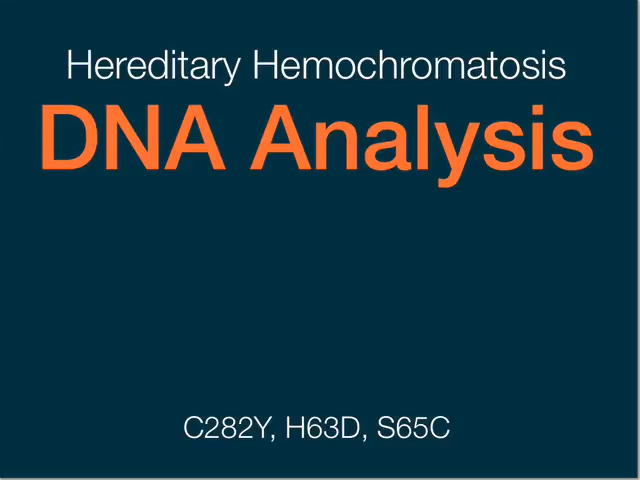 Hereditary Hemochromatosis
DNA Analysis
C282Y, H63D, S65C